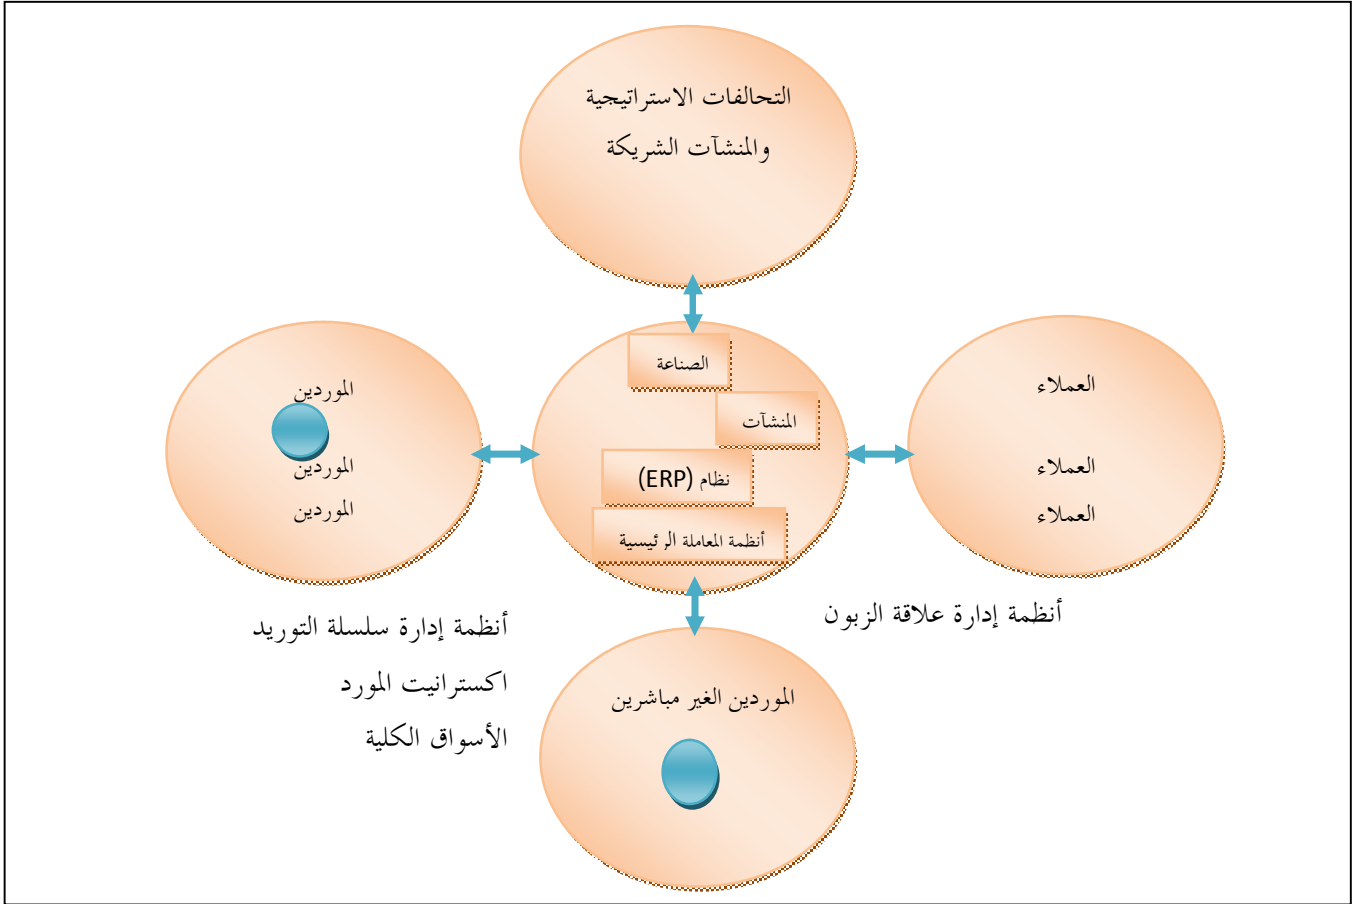 التحالفات الاستراتيجية
والمنشآت الشريكة
الصناعة
المنشآت
نظام (ERP)
أنظمة المعاملة الرئيسية
العملاء
العملاء
العملاء
الموردين
الموردين
الموردين
أنظمة إدارة علاقة الزبون
أنظمة إدارة سلسلة التوريد
اكسترانيت المورد
الأسواق الكلية
الموردين الغير مباشرين